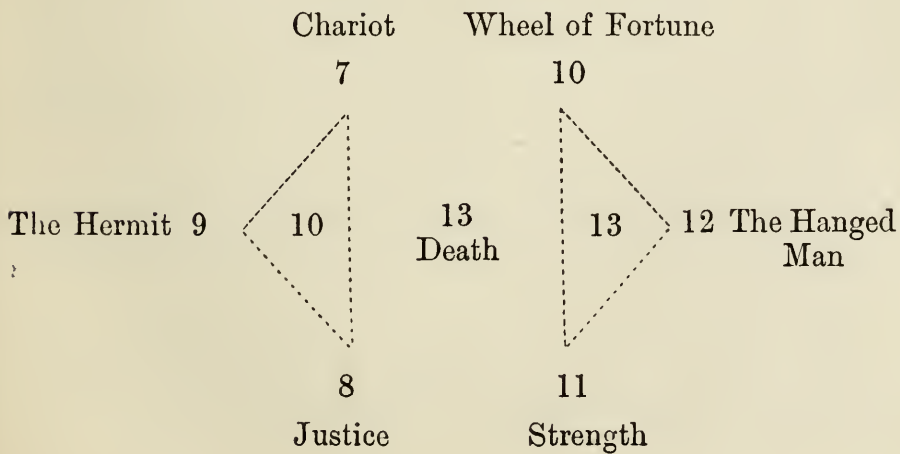 Chariot Wheel of Fortune
7 10
The Hermit 9 10 13 13 12 The Hanged
Death Man
8 11
Justice Strength